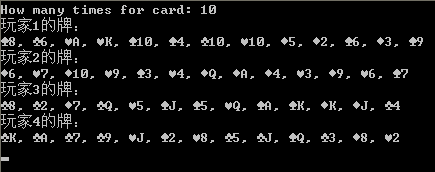 How many times for card: 10
玩家1的牌:
♠8, ♣6, ♥A, ♥K, ♣10, ♠4, ♠10, ♥10, ♦5, ♦2, ♠6, ♦3, ♠9
玩家2的牌:
♦6, ♥7, ♦10, ♥9, ♠3, ♥4, ♦Q, ♦A, ♦4, ♥3, ♦9, ♥6, ♣7
玩家3的牌:
♣8, ♠2, ♦7, ♠Q, ♥5, ♠J, ♠5, ♥Q, ♠A, ♠K, ♦K, ♦J, ♣4
玩家4的牌:
♣K, ♣A, ♠7, ♣9, ♥J, ♣2, ♥8, ♣5, ♣J, ♣Q, ♣3, ♦8, ♥2